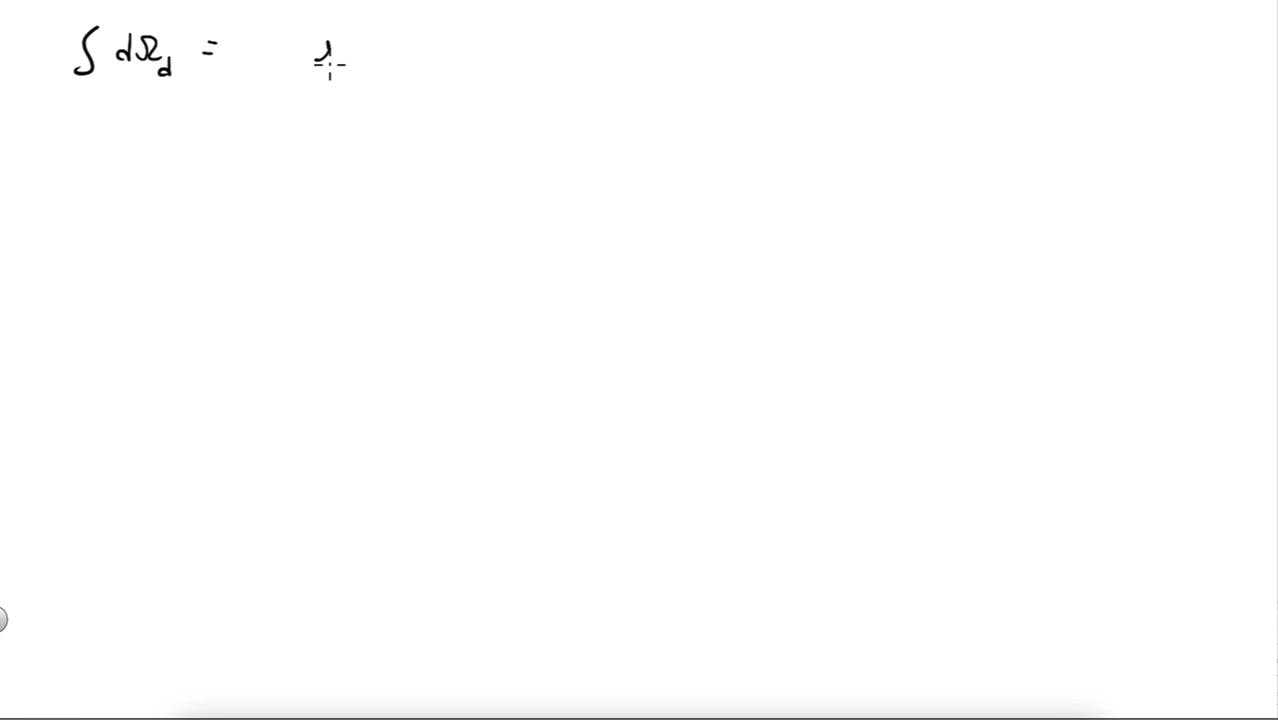 ∫ dΩ_d =